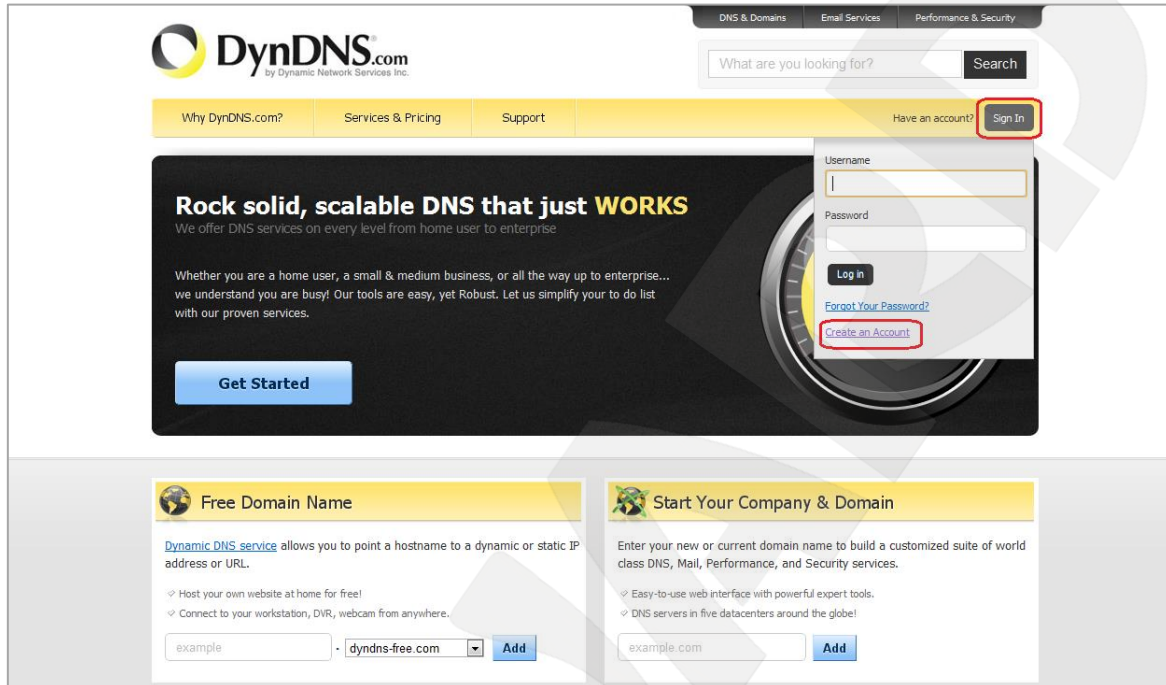 DNS & Domains Email Services Performance & Security
DynDNS.com
by Dynamic Network Services Inc.
What are you looking for? Search
Why DynDNS.com? Services & Pricing Support Have an account? Sign In
Username
Password
Log in
Forgot Your Password?
Create an Account
Rock solid, scalable DNS that just WORKS
We offer DNS services on every level from home user to enterprise
Whether you are a home user, a small & medium business, or all the way up to enterprise...
we understand you are busy! Our tools are easy, yet Robust. Let us simplify your to do list
with our proven services.
Get Started
Free Domain Name
Dynamic DNS service allows you to point a hostname to a dynamic or static IP
address or URL.
Host your own website at home for free!
Connect to your workstation, DVR, webcam from anywhere.
example . dyndns-free.com Add
Start Your Company & Domain
Enter your new or current domain name to build a customized suite of world
class DNS, Mail, Performance, and Security services.
Easy-to-use web interface with powerful expert tools.
DNS servers in five datacenters around the globe!
example.com Add